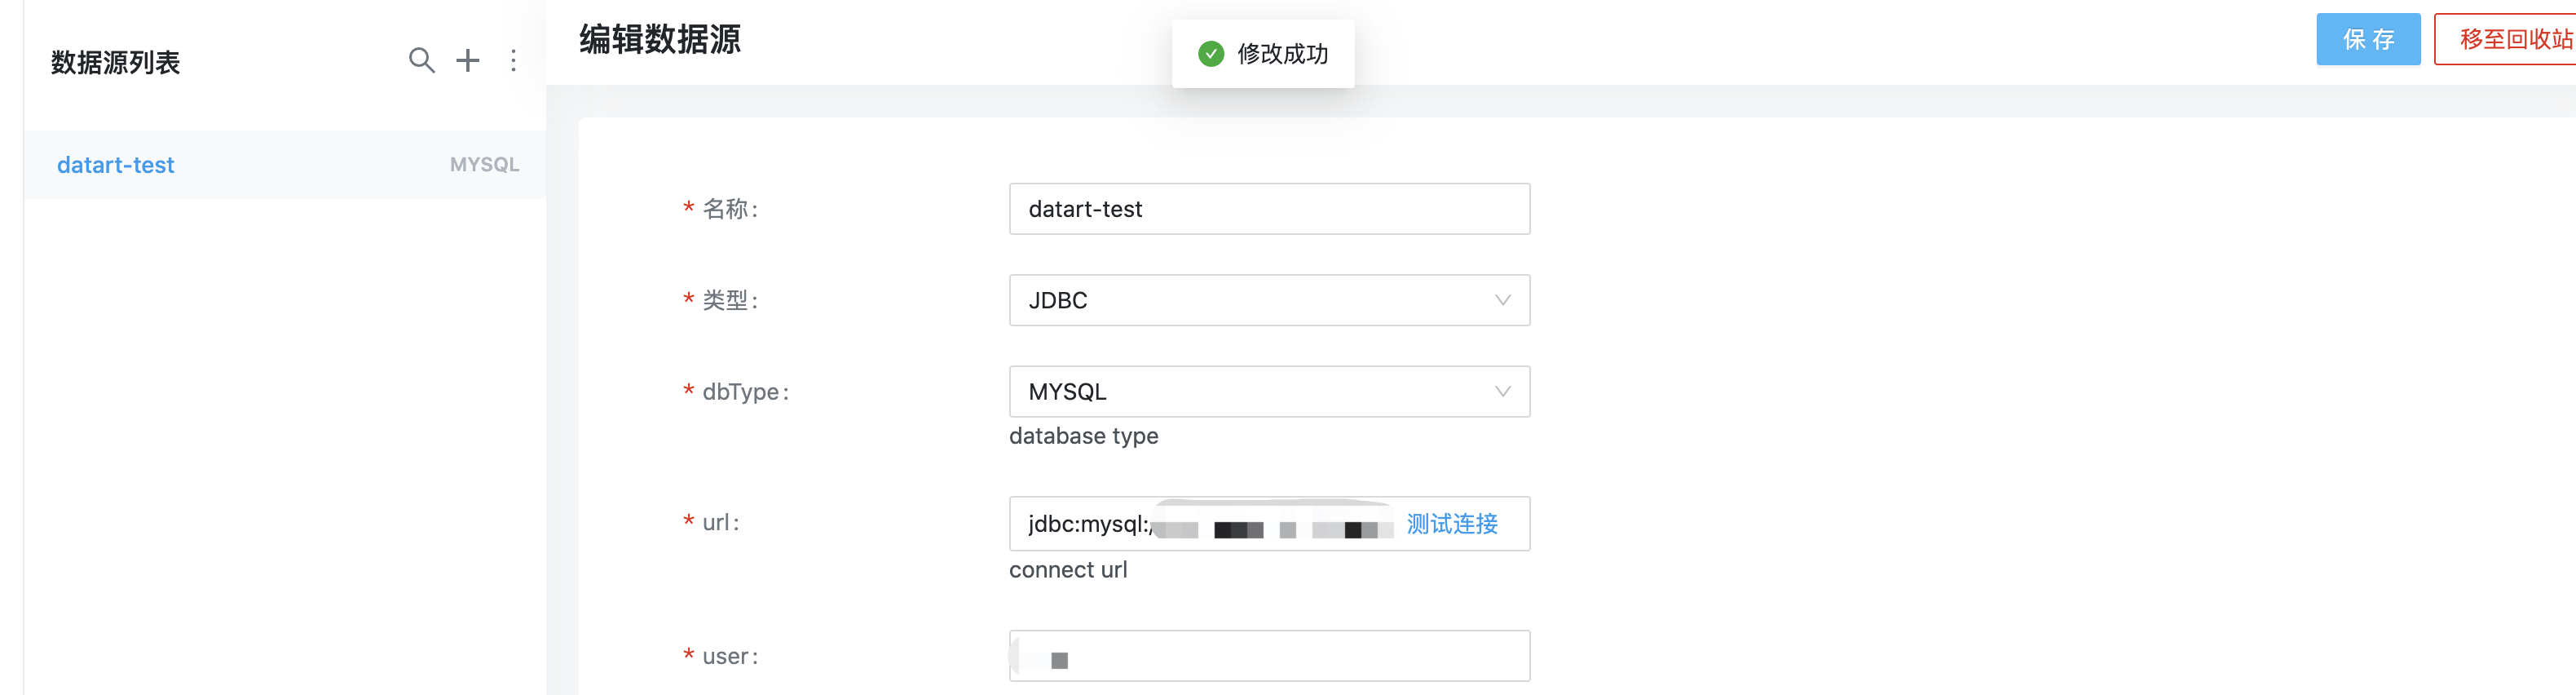 数据源列表
datart-test MYSQL
编辑数据源
修改成功
保 存
移至回收站
* 名称:
datart-test
* 类型:
JDBC
* dbType:
MYSQL
database type
* url:
jdbc:mysql:/
测试连接
connect url
* user: